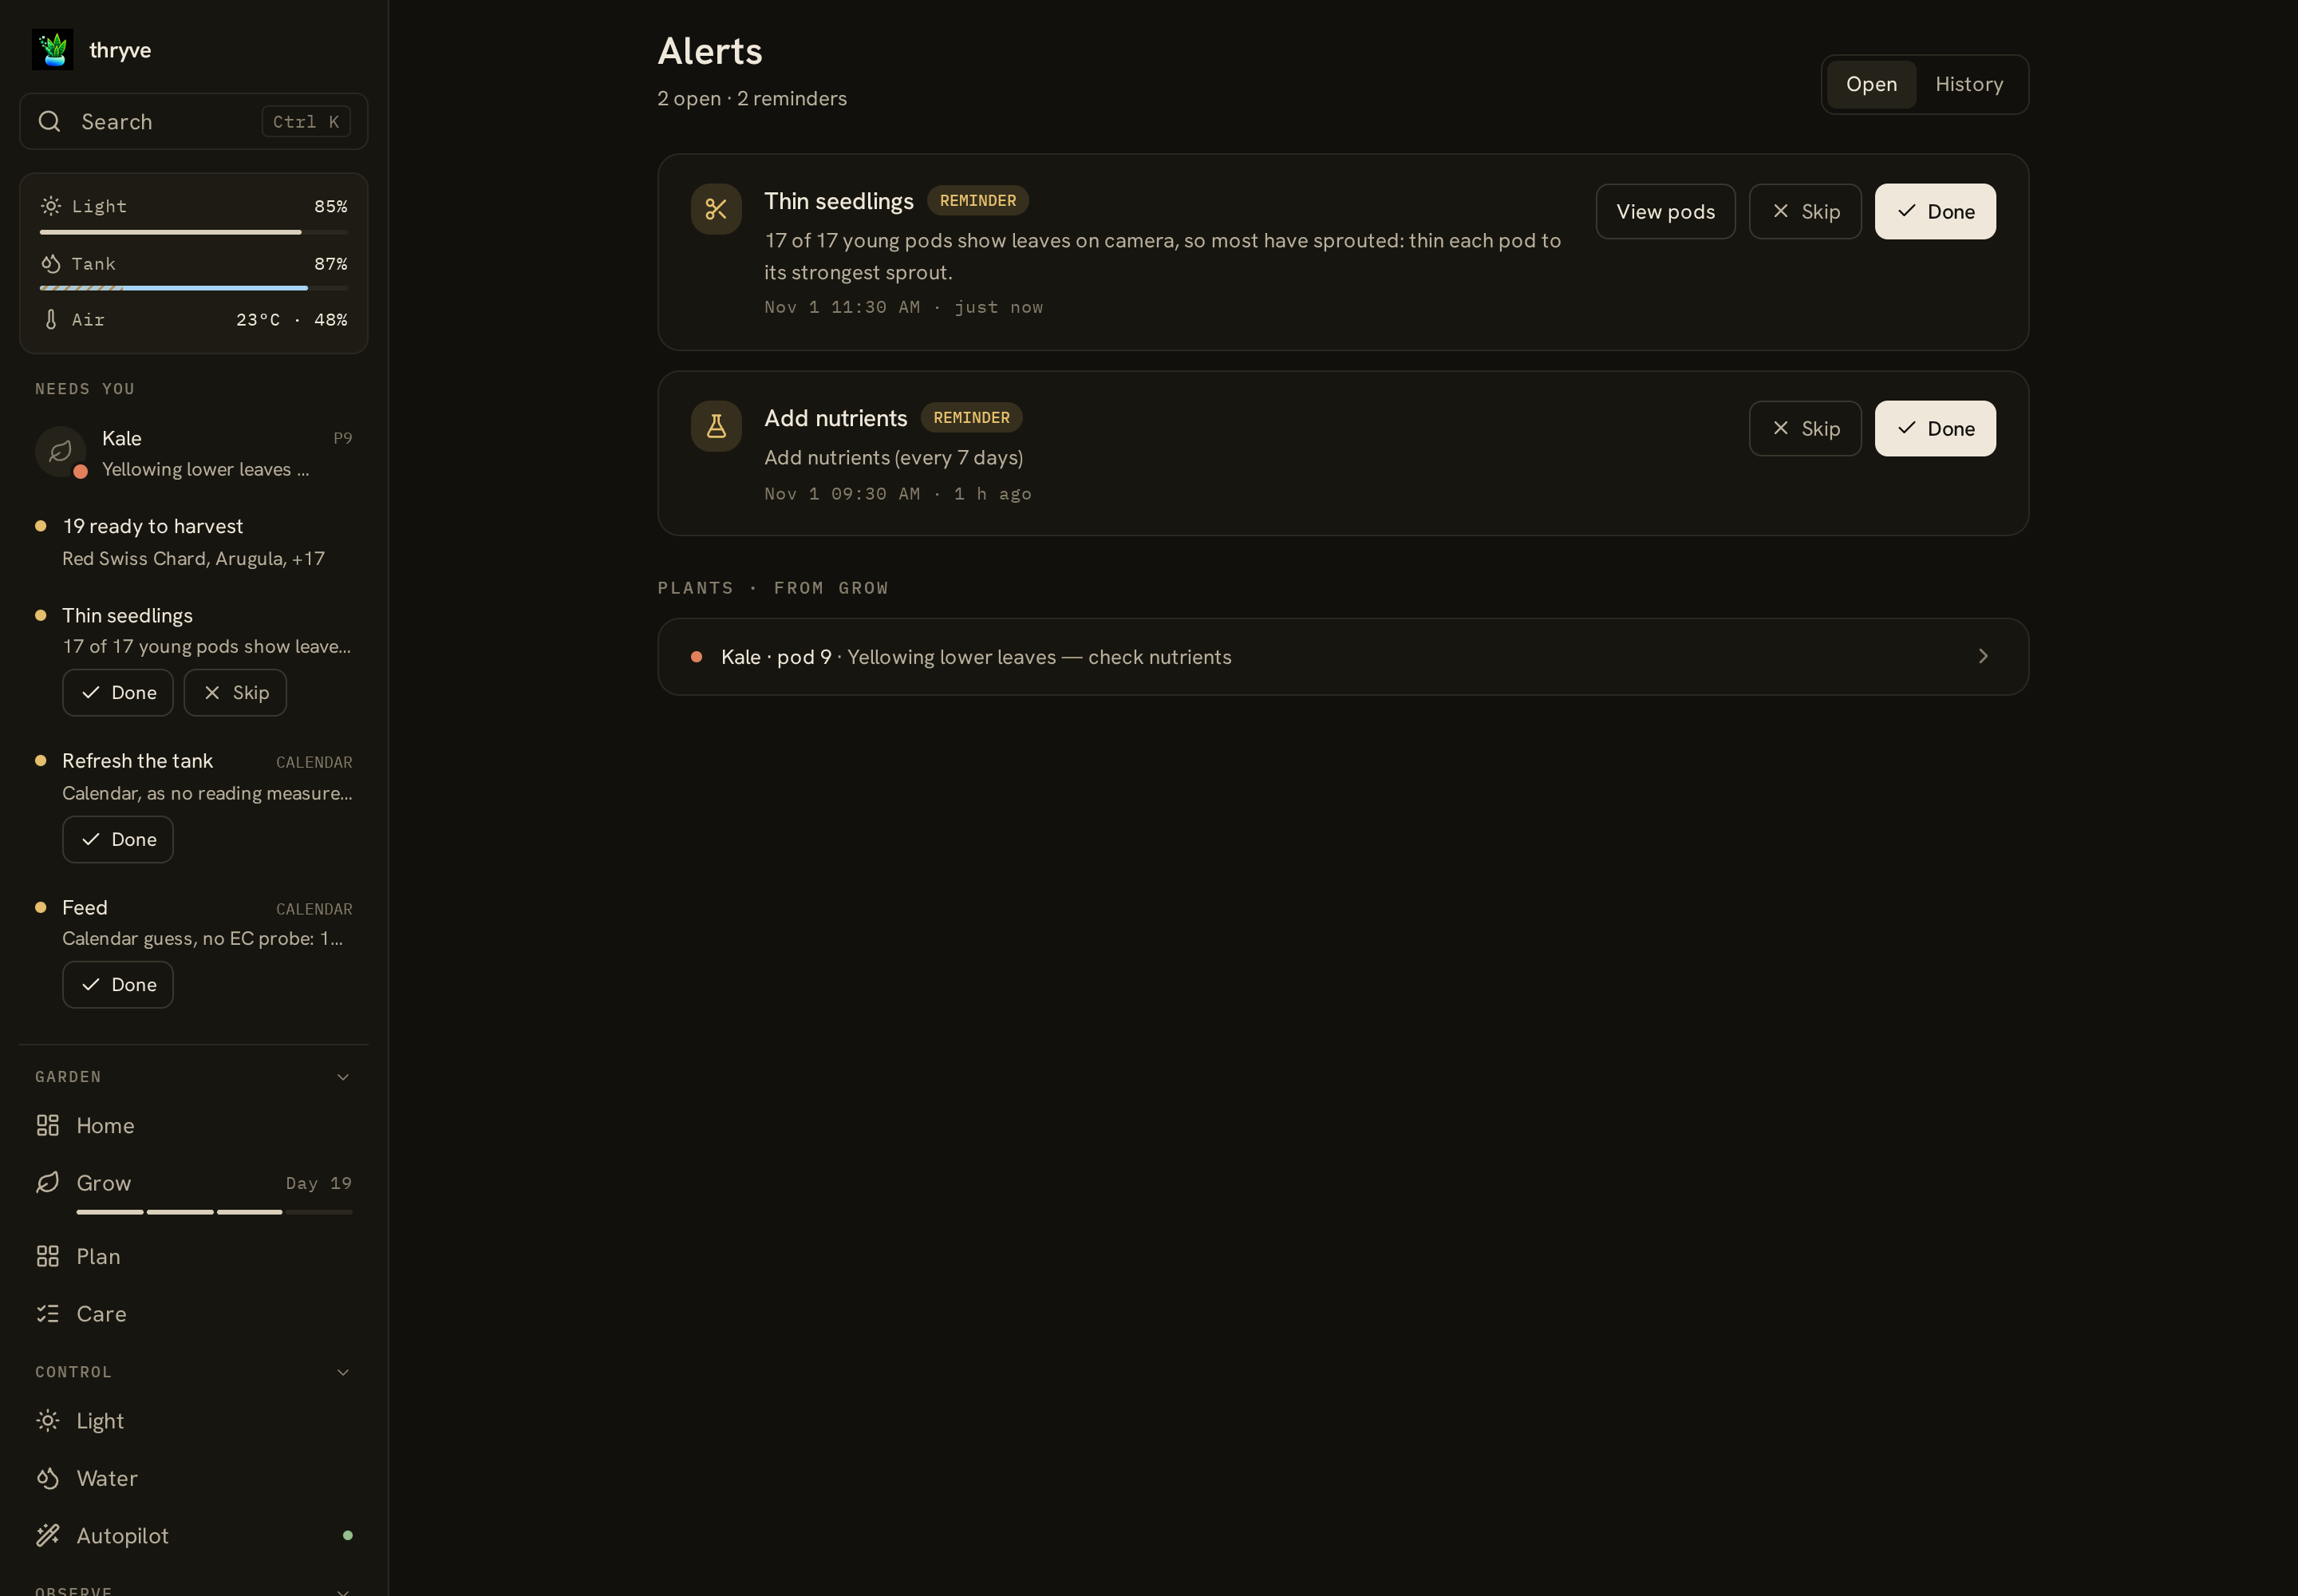 thryve
Search Ctrl K
Light 85%
Tank 87%
Air 23°C · 48%
NEEDS YOU
Kale P9
Yellowing lower leaves ...
19 ready to harvest
Red Swiss Chard, Arugula, +17
Thin seedlings
17 of 17 young pods show leave...
Done Skip
Refresh the tank CALENDAR
Calendar, as no reading measure...
Done
Feed CALENDAR
Calendar guess, no EC probe: 1...
Done
GARDEN
Home
Grow Day 19
Plan
Care
CONTROL
Light
Water
Autopilot
OBSERVE
Alerts
2 open · 2 reminders
Open History
Thin seedlings REMINDER
17 of 17 young pods show leaves on camera, so most have sprouted: thin each pod to
its strongest sprout.
Nov 1 11:30 AM · just now
View pods Skip Done
Add nutrients REMINDER
Add nutrients (every 7 days)
Nov 1 09:30 AM · 1 h ago
Skip Done
PLANTS · FROM GROW
Kale · pod 9 · Yellowing lower leaves — check nutrients